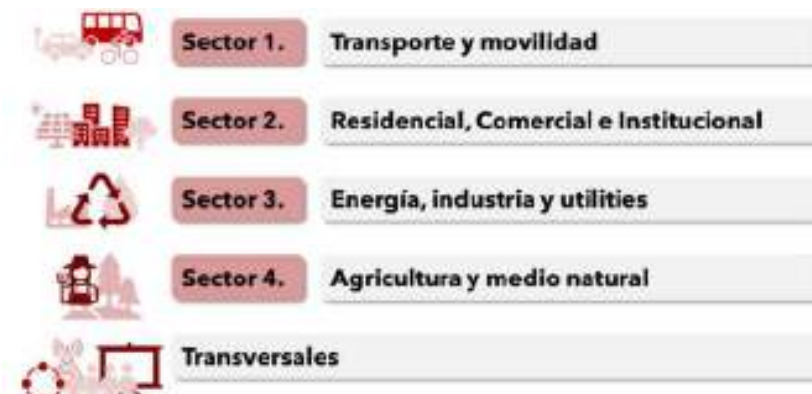 Sector 1. Transporte y movilidad
Sector 2. Residencial, Comercial e Institucional
Sector 3. Energía, industria y utilities
Sector 4. Agricultura y medio natural
Transversales